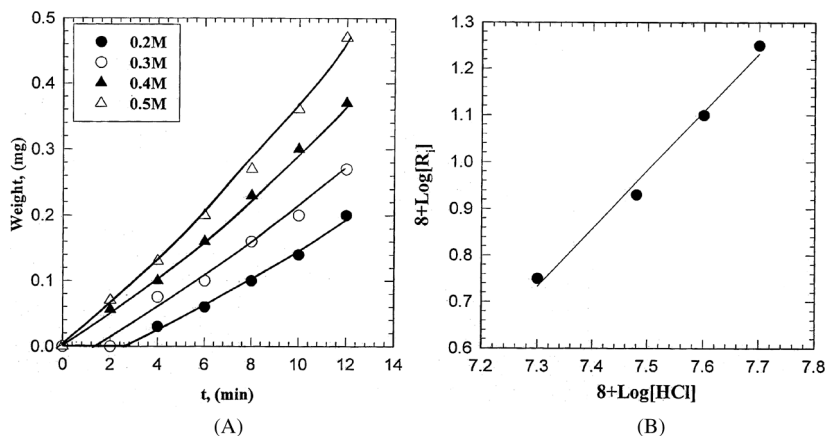 0.5
0.4
0.3
0.2
0.1
0.0
0.2M
0.3M
0.4M
0.5M
Weight, (mg)
0 2 4 6 8 10 12 14
t, (min)
(A)
1.3
1.2
1.1
1.0
0.9
0.8
0.7
0.6
8+Log[R_i]
7.2 7.3 7.4 7.5 7.6 7.7 7.8
8+Log[HCl]
(B)